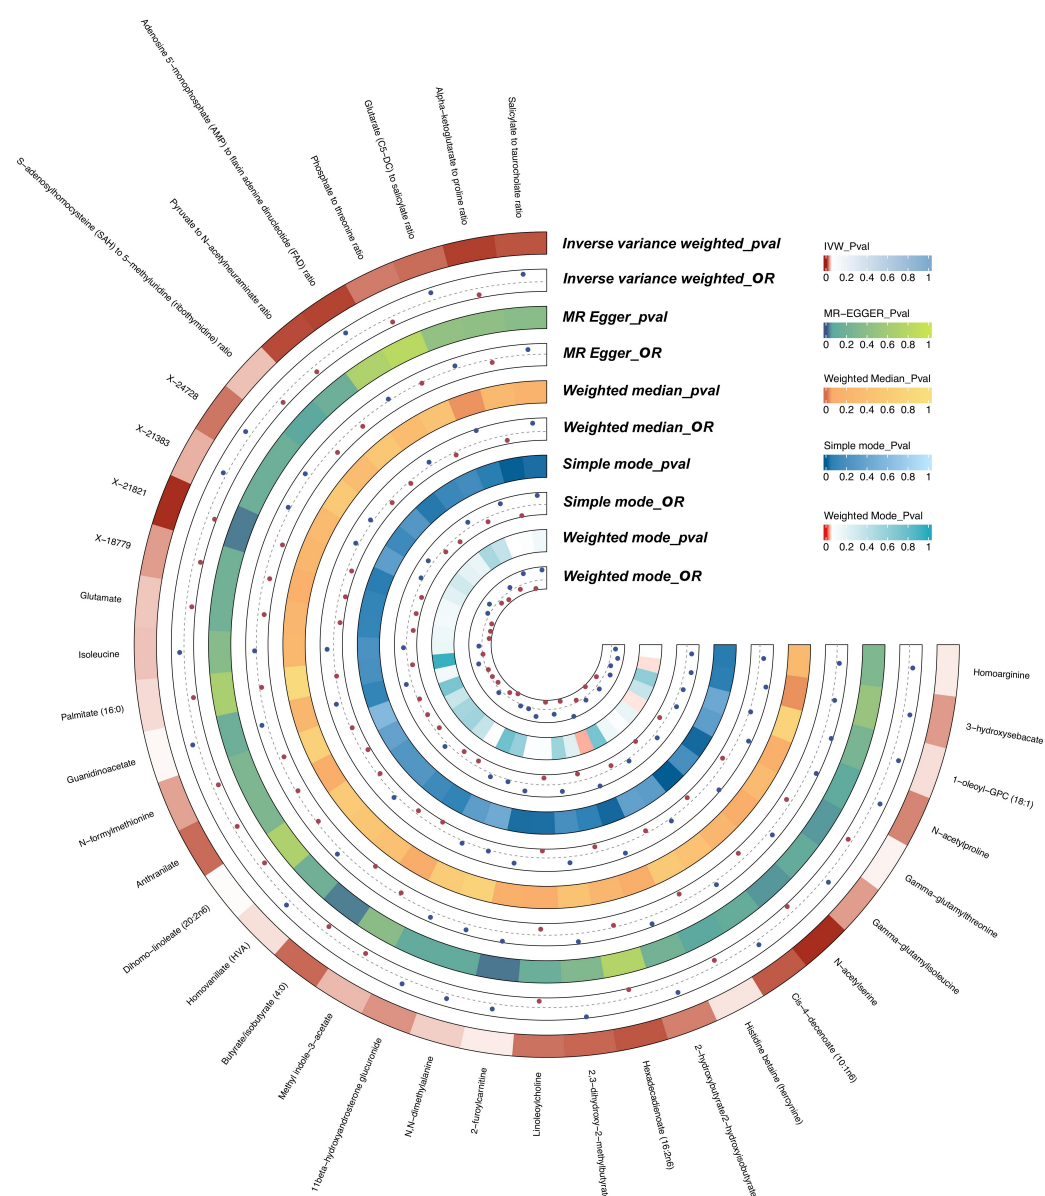 Adenosine 5'−monophosphate (AMP) to flavin adenine dinucleotide (FAD) ratio
S−adenosylhomocysteine (SAH) to 5−methyluridine (ribothymidine) ratio
Pyruvate to N−acetylneuraminate ratio
Phosphate to threonine ratio
Glutarate (C5−DC) to salicylate ratio
Alpha−ketoglutarate to proline ratio
Salicylate to taurocholate ratio
Inverse variance weighted_pval
Inverse variance weighted_OR
MR Egger_pval
MR Egger_OR
Weighted median_pval
Weighted median_OR
Simple mode_pval
Simple mode_OR
Weighted mode_pval
Weighted mode_OR
IVW_Pval
0 0.2 0.4 0.6 0.8 1
MR−EGGER_Pval
0 0.2 0.4 0.6 0.8 1
Weighted Median_Pval
0 0.2 0.4 0.6 0.8 1
Simple mode_Pval
0 0.2 0.4 0.6 0.8 1
Weighted Mode_Pval
0 0.2 0.4 0.6 0.8 1
X−24728
X−21383
X−21821
X−18779
Glutamate
Isoleucine
Palmitate (16:0)
Guanidinoacetate
N−formylmethionine
Anthranilate
Dihomo−linoleate (20:2n6)
Homovanillate (HVA)
Butyrate/isobutyrate (4:0)
Methyl indole−3−acetate
11beta−hydroxyandrosterone glucuronide
N,N−dimethylalanine
2−furoylcarnitine
Linoleoylcholine
2,3−dihydroxy−2−methylbutyrate
Hexadecadienoate (16:2n6)
2−hydroxybutyrate/2−hydroxyisobutyrate
Histidine betaine (hercynine)
Cis−4−decenoate (10:1n6)
N−acetylserine
Gamma−glutamylisoleucine
Gamma−glutamylthreonine
N−acetylproline
1−oleoyl−GPC (18:1)
3−hydroxysebacate
Homoarginine